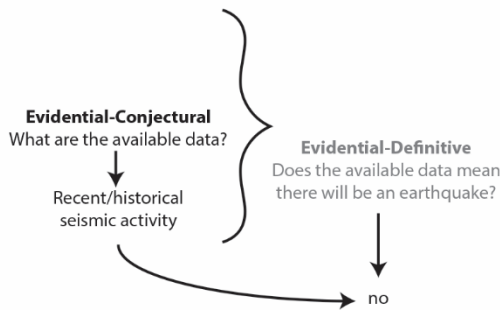 Evidential-Conjectural
What are the available data?
Recent/historical
seismic activity
Evidential-Definitive
Does the available data mean
there will be an earthquake?
no